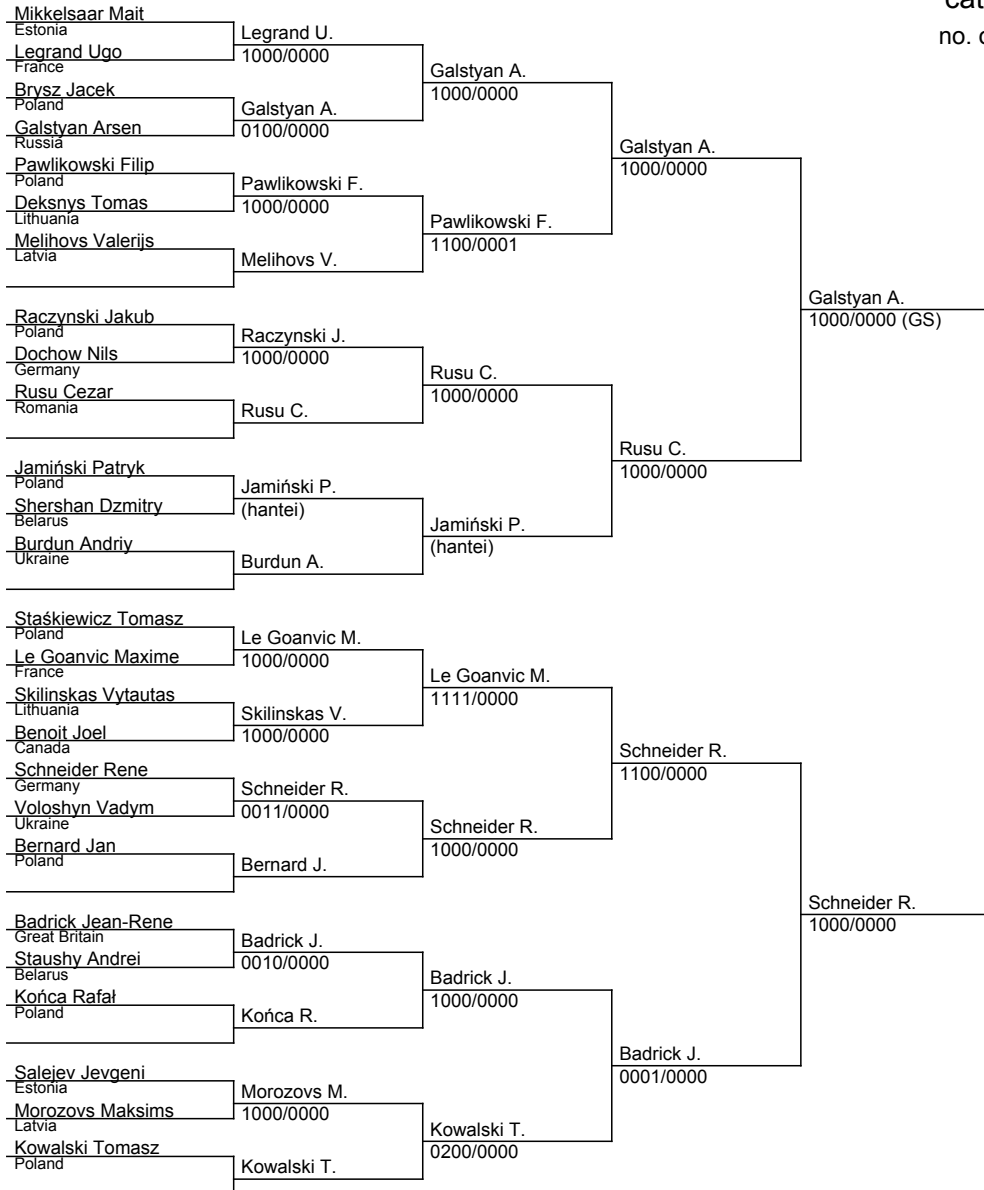 cat
no. c
Mikkelsaar Mait
Estonia
Legrand Ugo
France
Brysz Jacek
Poland
Galstyan Arsen
Russia
Pawlikowski Filip
Poland
Deksnys Tomas
Lithuania
Melihovs Valerijs
Latvia
Raczynski Jakub
Poland
Dochow Nils
Germany
Rusu Cezar
Romania
Jamiński Patryk
Poland
Shershan Dzmitry
Belarus
Burdun Andriy
Ukraine
Staśkiewicz Tomasz
Poland
Le Goanvic Maxime
France
Skilinskas Vytautas
Lithuania
Benoit Joel
Canada
Schneider Rene
Germany
Voloshyn Vadym
Ukraine
Bernard Jan
Poland
Badrick Jean-Rene
Great Britain
Staushy Andrei
Belarus
Końca Rafał
Poland
Salejev Jevgeni
Estonia
Morozovs Maksims
Latvia
Kowalski Tomasz
Poland
Legrand U.
1000/0000
Galstyan A.
0100/0000
Pawlikowski F.
1000/0000
Melihovs V.
Raczynski J.
1000/0000
Rusu C.
Jamiński P.
(hantei)
Burdun A.
Le Goanvic M.
1000/0000
Skilinskas V.
1000/0000
Schneider R.
0011/0000
Bernard J.
Badrick J.
0010/0000
Końca R.
Morozovs M.
1000/0000
Kowalski T.
Galstyan A.
1000/0000
Pawlikowski F.
1100/0001
Rusu C.
1000/0000
Jamiński P.
(hantei)
Le Goanvic M.
1111/0000
Schneider R.
1000/0000
Badrick J.
1000/0000
Kowalski T.
0200/0000
Galstyan A.
1000/0000
Rusu C.
1000/0000
Schneider R.
1100/0000
Badrick J.
0001/0000
Galstyan A.
1000/0000 (GS)
Schneider R.
1000/0000